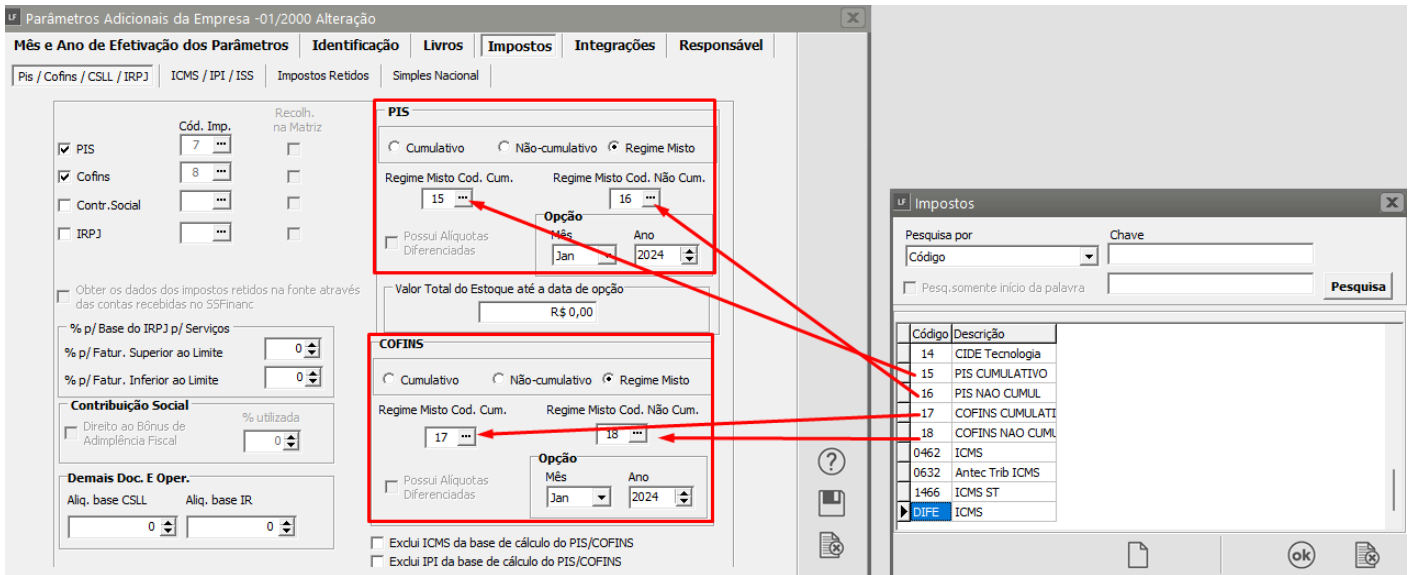 LF Parâmetros Adicionais da Empresa -01/2000 Alteração
Mês e Ano de Efetivação dos Parâmetros Identificação Livros Impostos Integrações Responsável
Pis / Cofins / CSLL / IRPJ ICMS / IPI / ISS Impostos Retidos Simples Nacional
Cód. Imp.
Recolh.
na Matriz
PIS 7 ...
Cofins 8 ...
Contr.Social ...
IRPJ ...
Obter os dados dos impostos retidos na fonte através
das contas recebidas no SSFinanc
% p/ Base do IRPJ p/ Serviços
% p/ Fatur. Superior ao Limite 0
% p/ Fatur. Inferior ao Limite 0
Contribuição Social
Direito ao Bônus de
Adimplência Fiscal
% utilizada
0
Demais Doc. E Oper.
Aliq. base CSLL Aliq. base IR
0 0
PIS
Cumulativo Não-cumulativo Regime Misto
Regime Misto Cod. Cum. Regime Misto Cod. Não Cum.
15 ... 16 ...
Possui Alíquotas
Diferenciadas
Opção
Mês Ano
Jan 2024
Valor Total do Estoque até a data de opção
R$ 0,00
COFINS
Cumulativo Não-cumulativo Regime Misto
Regime Misto Cod. Cum. Regime Misto Cod. Não Cum.
17 ... 18 ...
Possui Alíquotas
Diferenciadas
Opção
Mês Ano
Jan 2024
Exclui ICMS da base de cálculo do PIS/COFINS
Exclui IPI da base de cálculo do PIS/COFINS
?
LF Impostos
Pesquisa por Chave
Código
Pesq.somente início da palavra Pesquisa
Código Descrição
14 CIDE Tecnologia
15 PIS CUMULATIVO
16 PIS NAO CUMUL
17 COFINS CUMULATI
18 COFINS NAO CUMU
0462 ICMS
0632 Antec Trib ICMS
1466 ICMS ST
DIFE ICMS
ok